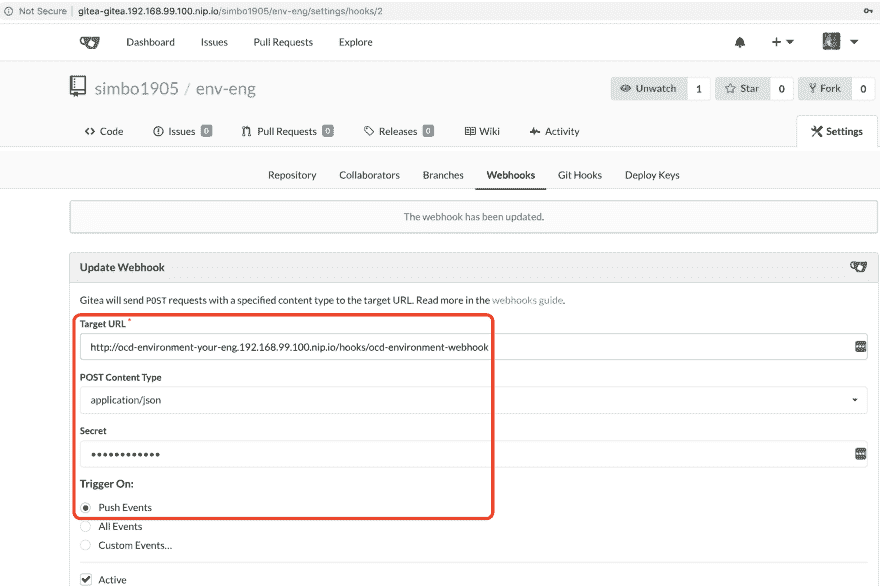 Not Secure | gitea-gitea.192.168.99.100.nip.io/simbo1905/env-eng/settings/hooks/2
Dashboard Issues Pull Requests Explore
simbo1905 / env-eng Unwatch 1 Star 0 Fork 0
Code Issues 0 Pull Requests 0 Releases 0 Wiki Activity Settings
Repository Collaborators Branches Webhooks Git Hooks Deploy Keys
The webhook has been updated.
Update Webhook
Gitea will send POST requests with a specified content type to the target URL. Read more in the webhooks guide.
Target URL *
http://ocd-environment-your-eng.192.168.99.100.nip.io/hooks/ocd-environment-webhook
POST Content Type
application/json
Secret
••••••••••••
Trigger On:
Push Events
All Events
Custom Events...
Active